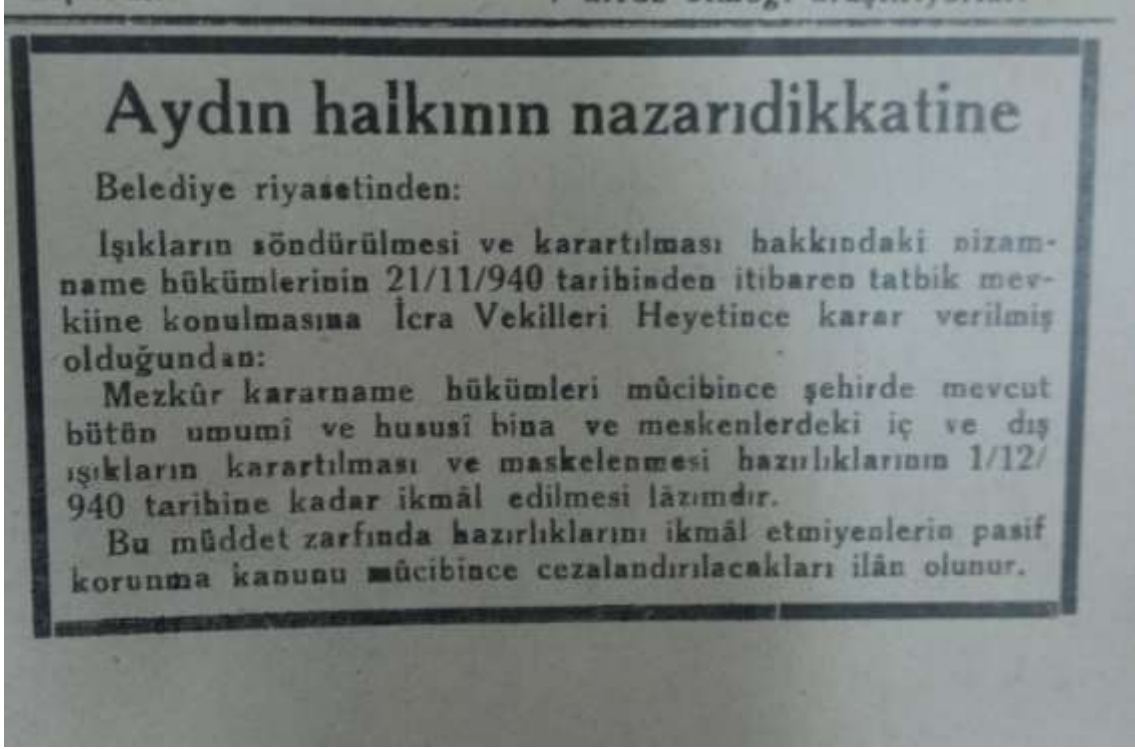 Aydın halkının nazarıdikkatine
Belediye riyasetinden:
Işıkların söndürülmesi ve karartılması hakkındaki nizam-
name hükümlerinin 21/11/940 tarihinden itibaren tatbik mev-
kiine konulmasına İcra Vekilleri Heyetince karar verilmiş
olduğundan:
Mezkûr kararname hükümleri mûcibince şehirde mevcut
bütün umumî ve hususî bina ve meskenlerdeki iç ve dış
ışıkların karartılması ve maskelenmesi hazırlıklarının 1/12/
940 tarihine kadar ikmâl edilmesi lâzımdır.
Bu müddet zarfında hazırlıklarını ikmâl etmiyenlerin pasif
korunma kanunu mûcibince cezalandırılacakları ilân olunur.